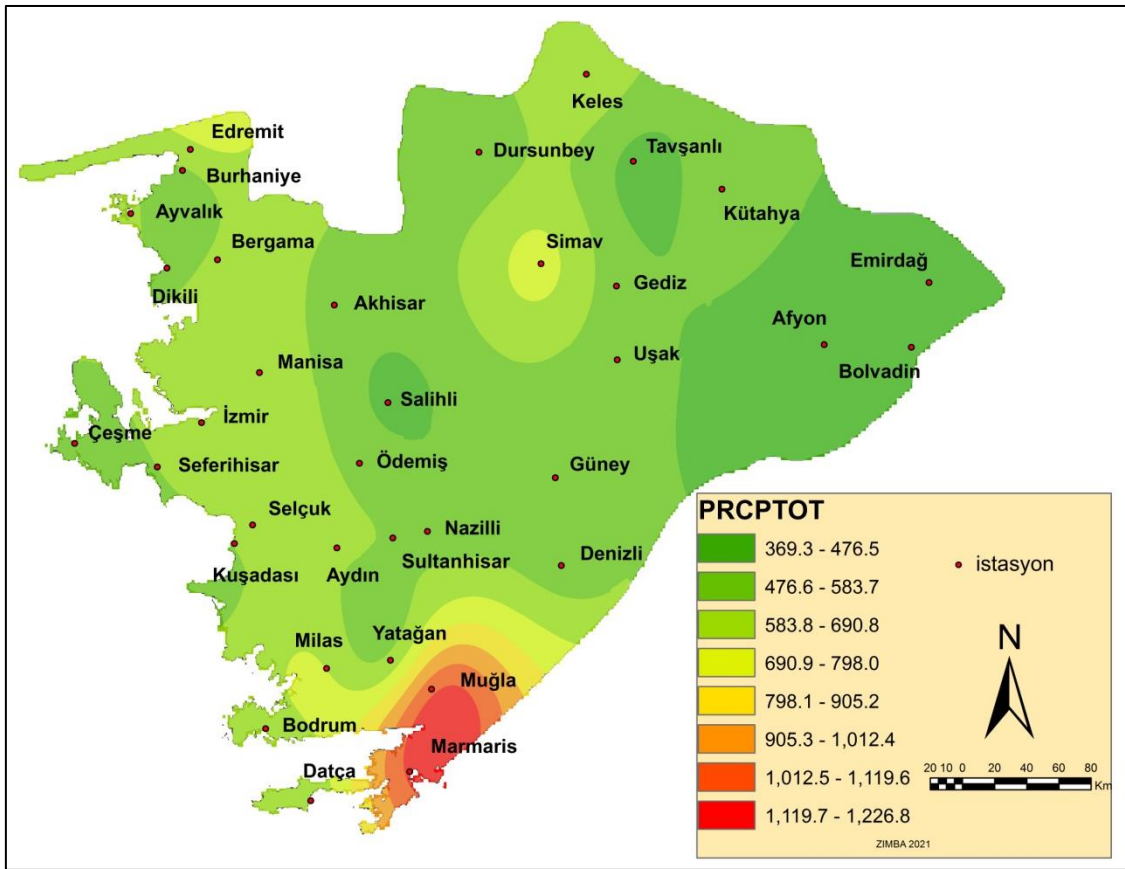 Keles
Edremit
Dursunbey
Tavşanlı
Burhaniye
Kütahya
Ayvalık
Bergama
Simav
Emirdağ
Gediz
Dikili
Akhisar
Afyon
Uşak
Manisa
Bolvadin
Salihli
İzmir
Çeşme
Seferihisar
Ödemiş
Güney
Selçuk
Nazilli
Sultanhisar
Denizli
Kuşadası
Aydın
Milas
Yatağan
Muğla
Bodrum
Marmaris
Datça
PRCPTOT
369.3 - 476.5
476.6 - 583.7
583.8 - 690.8
690.9 - 798.0
798.1 - 905.2
905.3 - 1,012.4
1,012.5 - 1,119.6
1,119.7 - 1,226.8
istasyon
N
20 10 0 20 40 60 80
Km
ZIMBA 2021